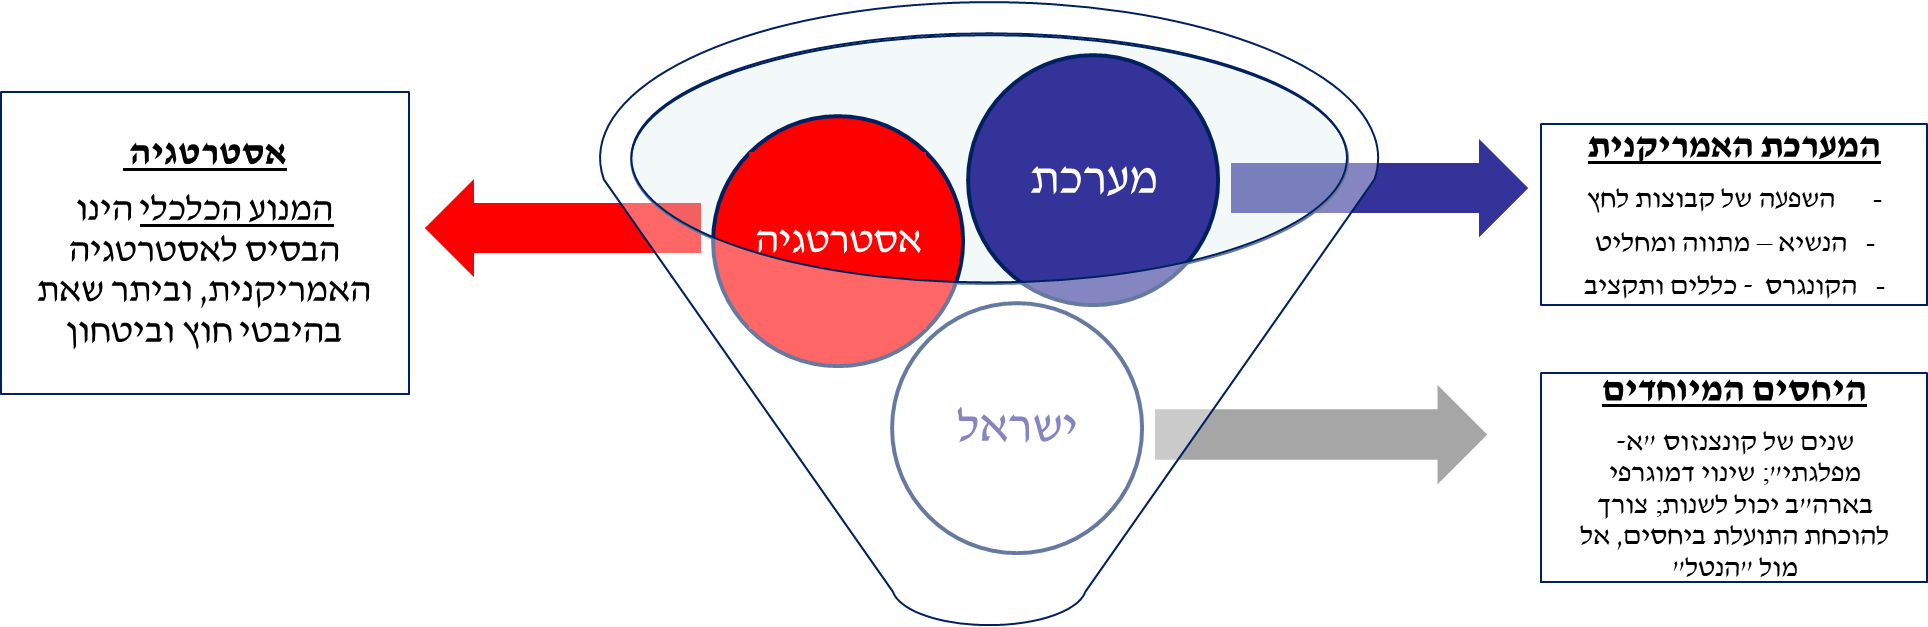 המערכת האמריקנית
- השפעה של קבוצות לחץ
- הנשיא – מתווה ומחליט
- הקונגרס - כללים ותקציב
היחסים המיוחדים
שנים של קונצנזוס "א-
מפלגתי"; שינוי דמוגרפי
בארה"ב יכול לשנות; צורך
להוכחת התועלת ביחסים, אל
מול "הנטל"
מערכת
אסטרטגיה
ישראל
אסטרטגיה
המנוע הכלכלי הינו
הבסיס לאסטרטגיה
האמריקנית, וביתר שאת
בהיבטי חוץ וביטחון